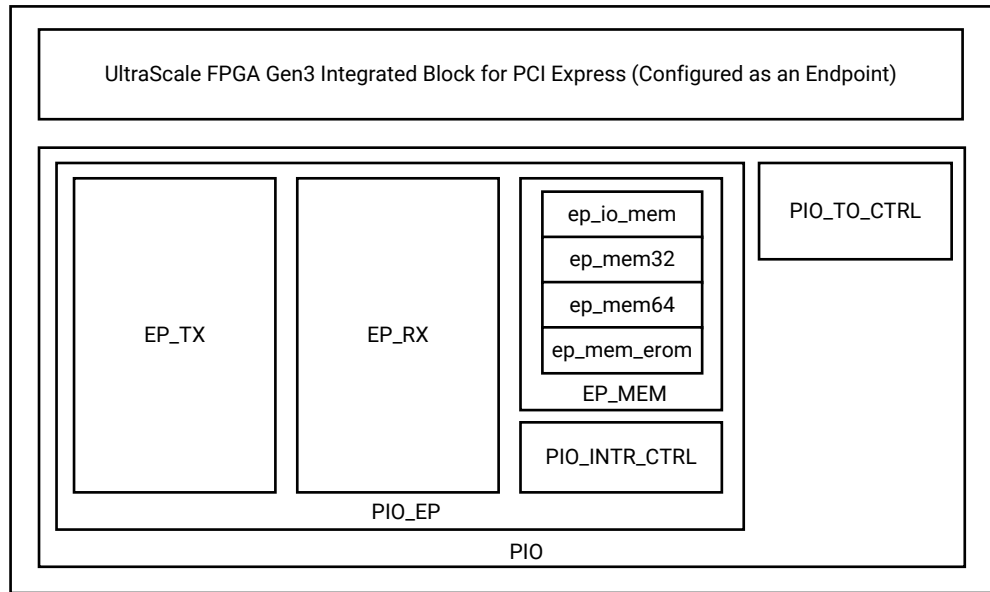 UltraScale FPGA Gen3 Integrated Block for PCI Express (Configured as an Endpoint)
EP_TX
EP_RX
ep_io_mem
ep_mem32
ep_mem64
ep_mem_erom
EP_MEM
PIO_INTR_CTRL
PIO_EP
PIO_TO_CTRL
PIO